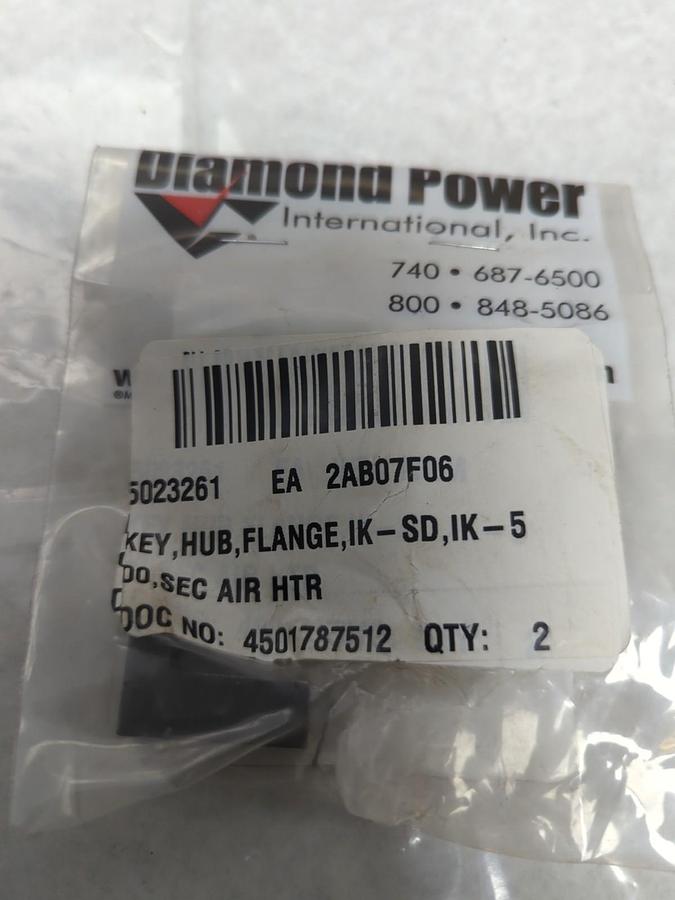 Diamond Power
International, Inc.
740 • 687-6500
800 • 848-5086
5023261 EA 2AB07F06
KEY,HUB,FLANGE,IK-SD,IK-5
DO,SEC AIR HTR
DOC NO: 4501787512 QTY: 2